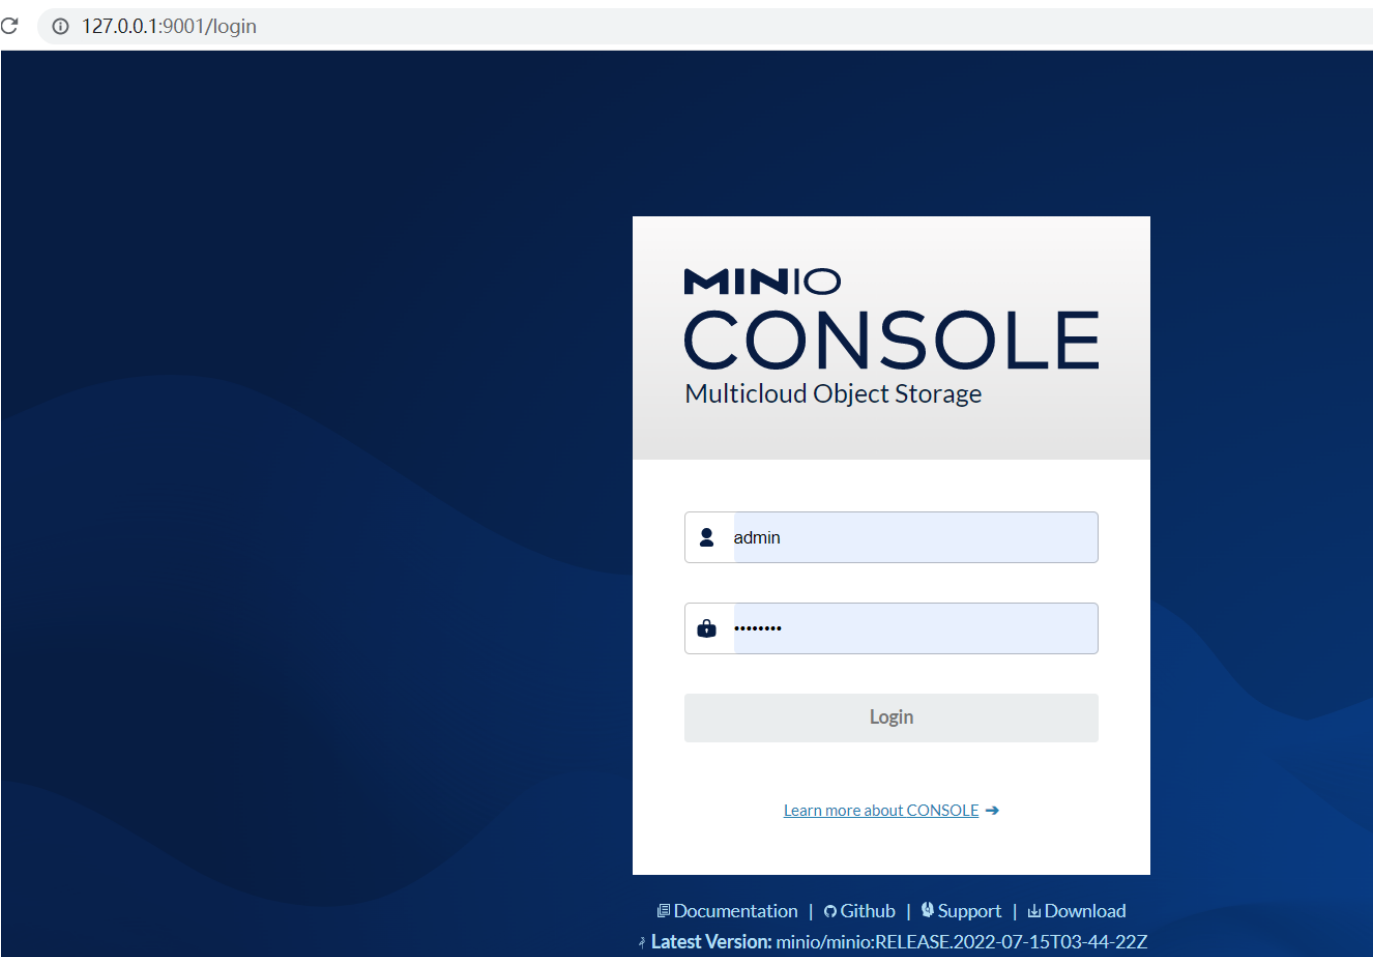 127.0.0.1:9001/login
MINIO
CONSOLE
Multicloud Object Storage
admin
••••••••
Login
Learn more about CONSOLE ➔
Documentation | Github | Support | Download
Latest Version: minio/minio:RELEASE.2022-07-15T03-44-22Z